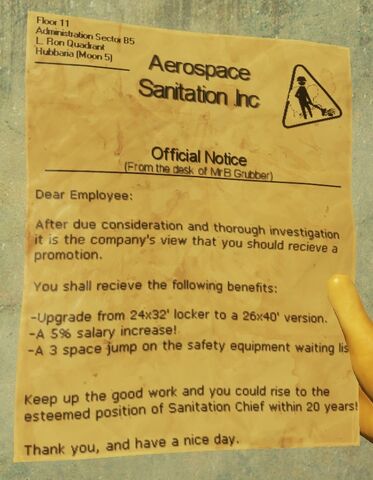 Floor 11
Administration Sector B5
L. Ron Quadrant
Hubbaria (Moon 5)
Aerospace
Sanitation Inc
Official Notice
(From the desk of Mr B Grubber)
Dear Employee:
After due consideration and thorough investigation
it is the company's view that you should recieve a
promotion.
You shall recieve the following benefits:
-Upgrade from 24x32' locker to a 26x40' version.
-A 5% salary increase!
-A 3 space jump on the safety equipment waiting lis
Keep up the good work and you could rise to the
esteemed position of Sanitation Chief within 20 years!
Thank you, and have a nice day.